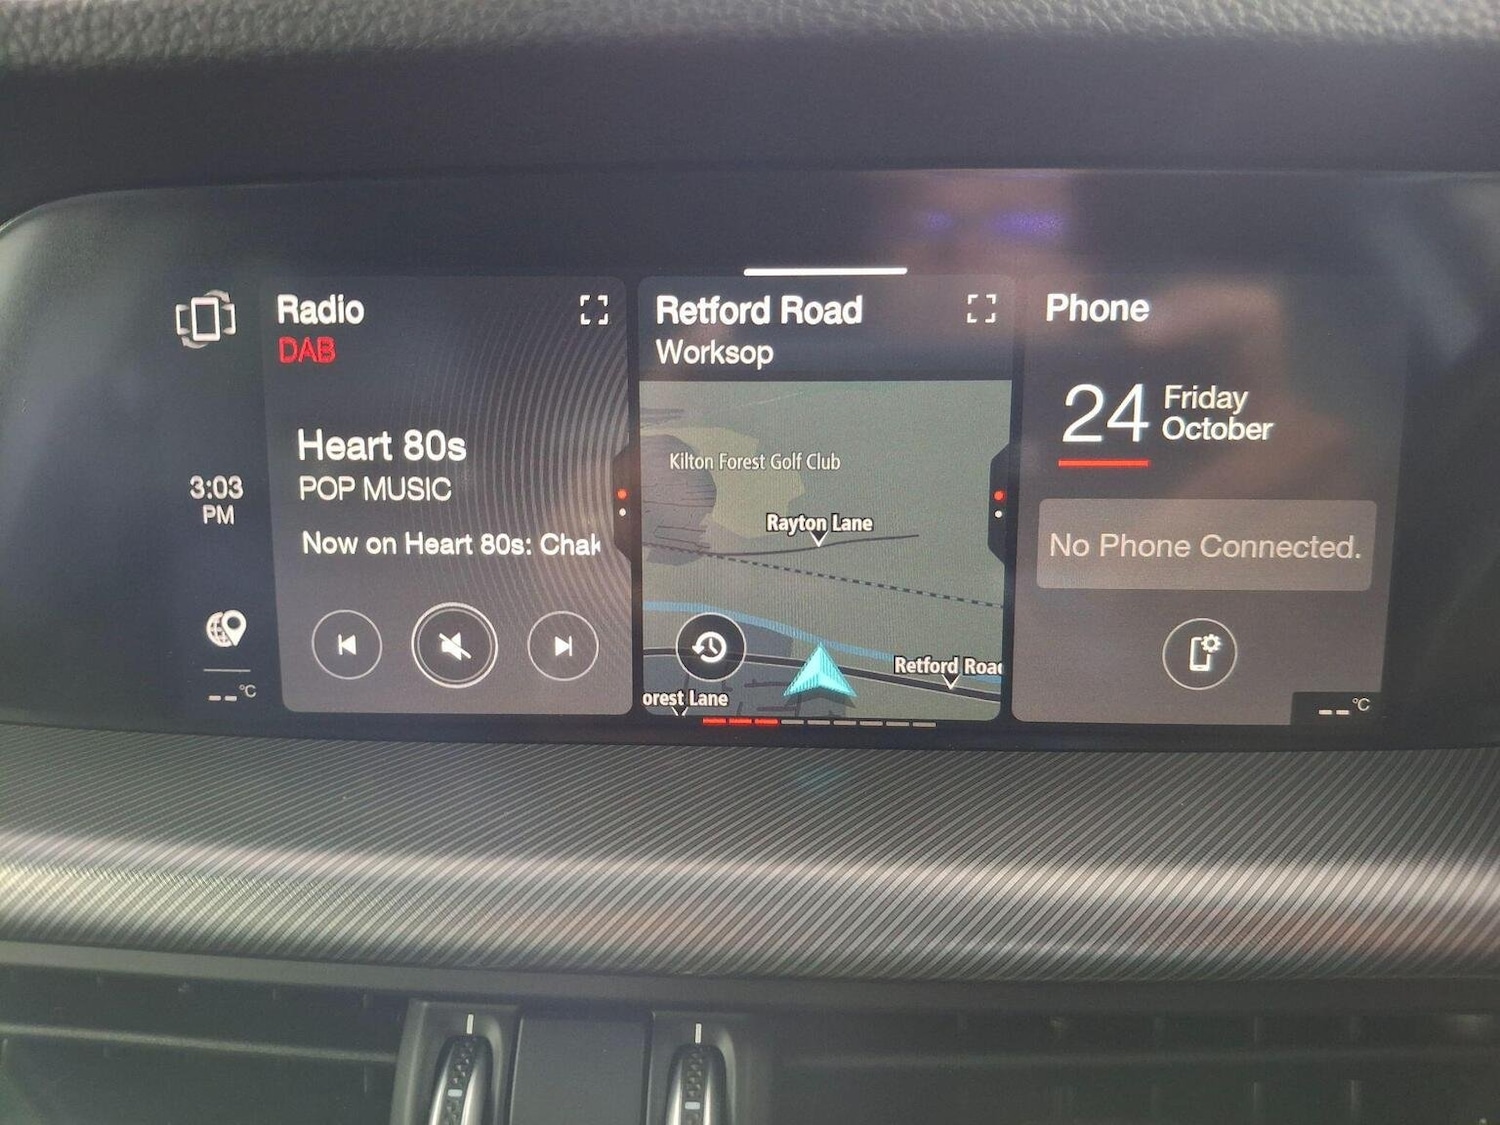 Radio
DAB
Heart 80s
POP MUSIC
Now on Heart 80s: Chak
3:03
PM
--°C
Retford Road
Worksop
Kilton Forest Golf Club
Rayton Lane
Retford Road
orest Lane
Phone
24
Friday
October
No Phone Connected.
--°C